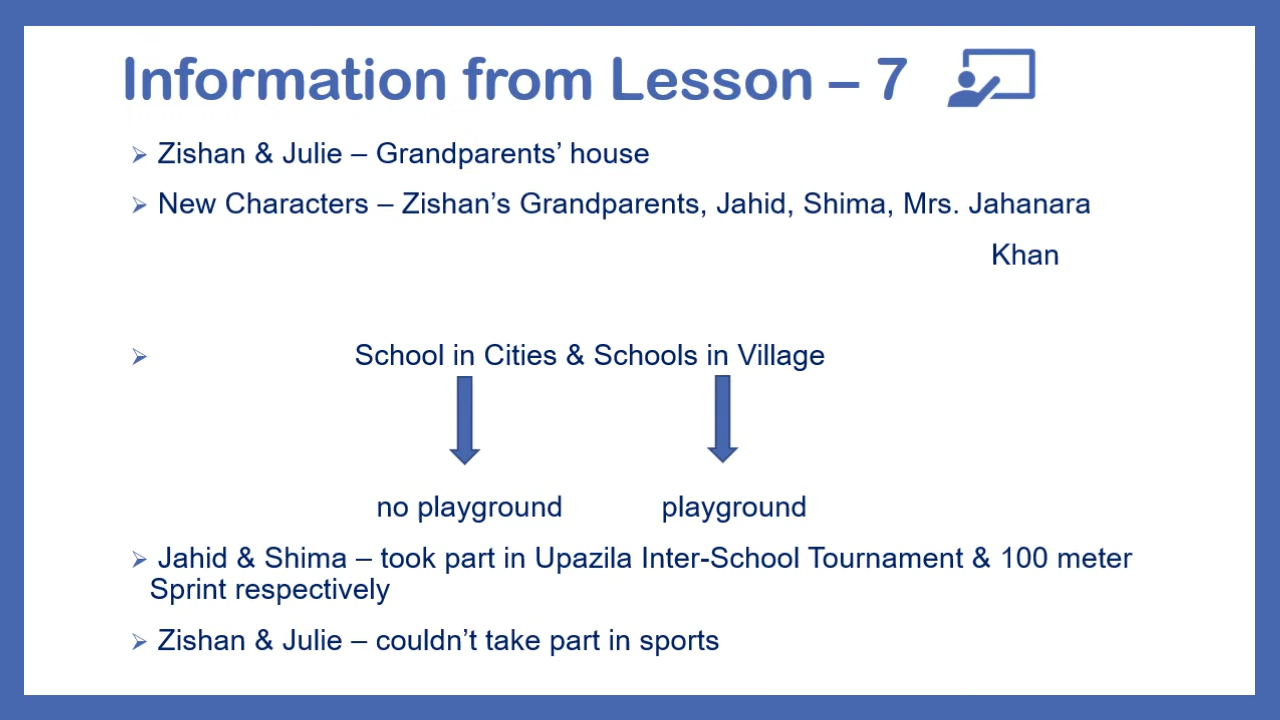 Information from Lesson – 7
➢ Zishan & Julie – Grandparents’ house
➢ New Characters – Zishan’s Grandparents, Jahid, Shima, Mrs. Jahanara
Khan
➢ School in Cities & Schools in Village
no playground playground
➢ Jahid & Shima – took part in Upazila Inter-School Tournament & 100 meter
Sprint respectively
➢ Zishan & Julie – couldn’t take part in sports